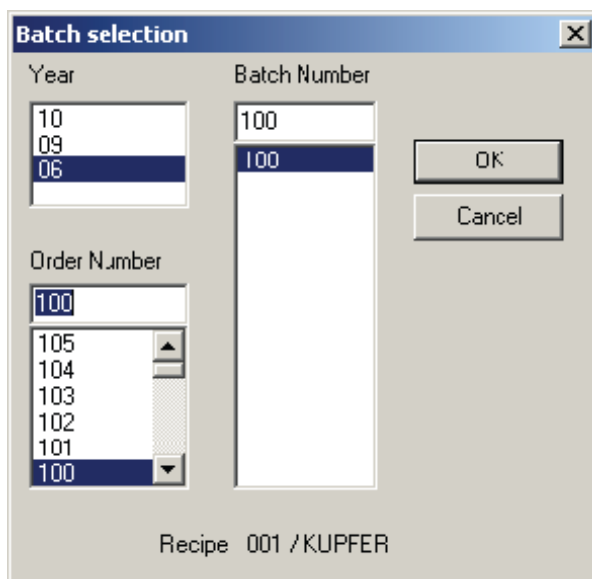 Batch selection
Year
10
09
06
Order Number
100
105
104
103
102
101
100
Batch Number
100
100
OK
Cancel
Recipe 001 / KUPFER